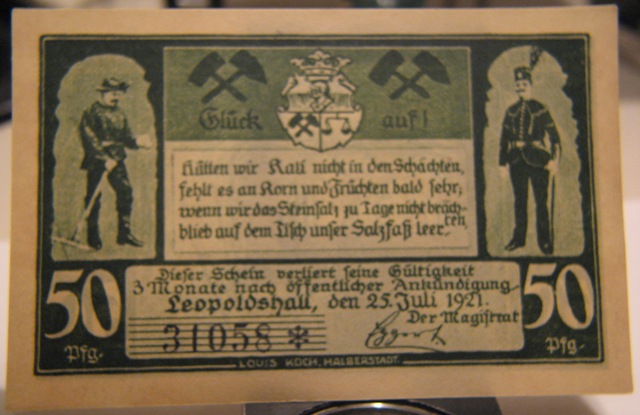 Glück auf!
Hätten wir Kali nicht in den Schächten,
fehlt es an Korn und Früchten bald sehr;
wenn wir das Steinsalz zu Tage nicht bräch-
ten
blieb auf dem Tisch unser Salzfaß leer.
Dieser Schein verliert seine Gültigkeit
3 Monate nach öffentlicher Ankündigung
Leopoldshall, den 25. Juli 1921.
Der Magistrat
50 Pfg.
31058 *
50 Pfg.
LOUIS KOCH, HALBERSTADT.